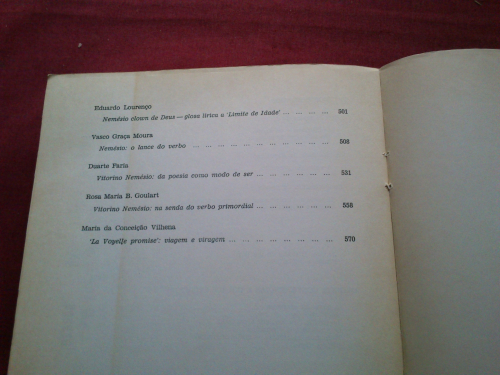 Eduardo Lourenço
Nemésio clown de Deus — glosa lírica a 'Limite de Idade' ... ... ... ... 501
Vasco Graça Moura
Nemésio: o lance do verbo ... ... ... ... ... ... ... ... ... ... ... 508
Duarte Faria
Vitorino Nemésio: da poesia como modo de ser ... ... ... ... ... ... 531
Rosa Maria B. Goulart
Vitorino Nemésio: na senda do verbo primordial ... ... ... ... ... ... 558
Maria da Conceição Vilhena
'La Voyelle promise': viagem e viragem ... ... ... ... ... ... ... ... 570